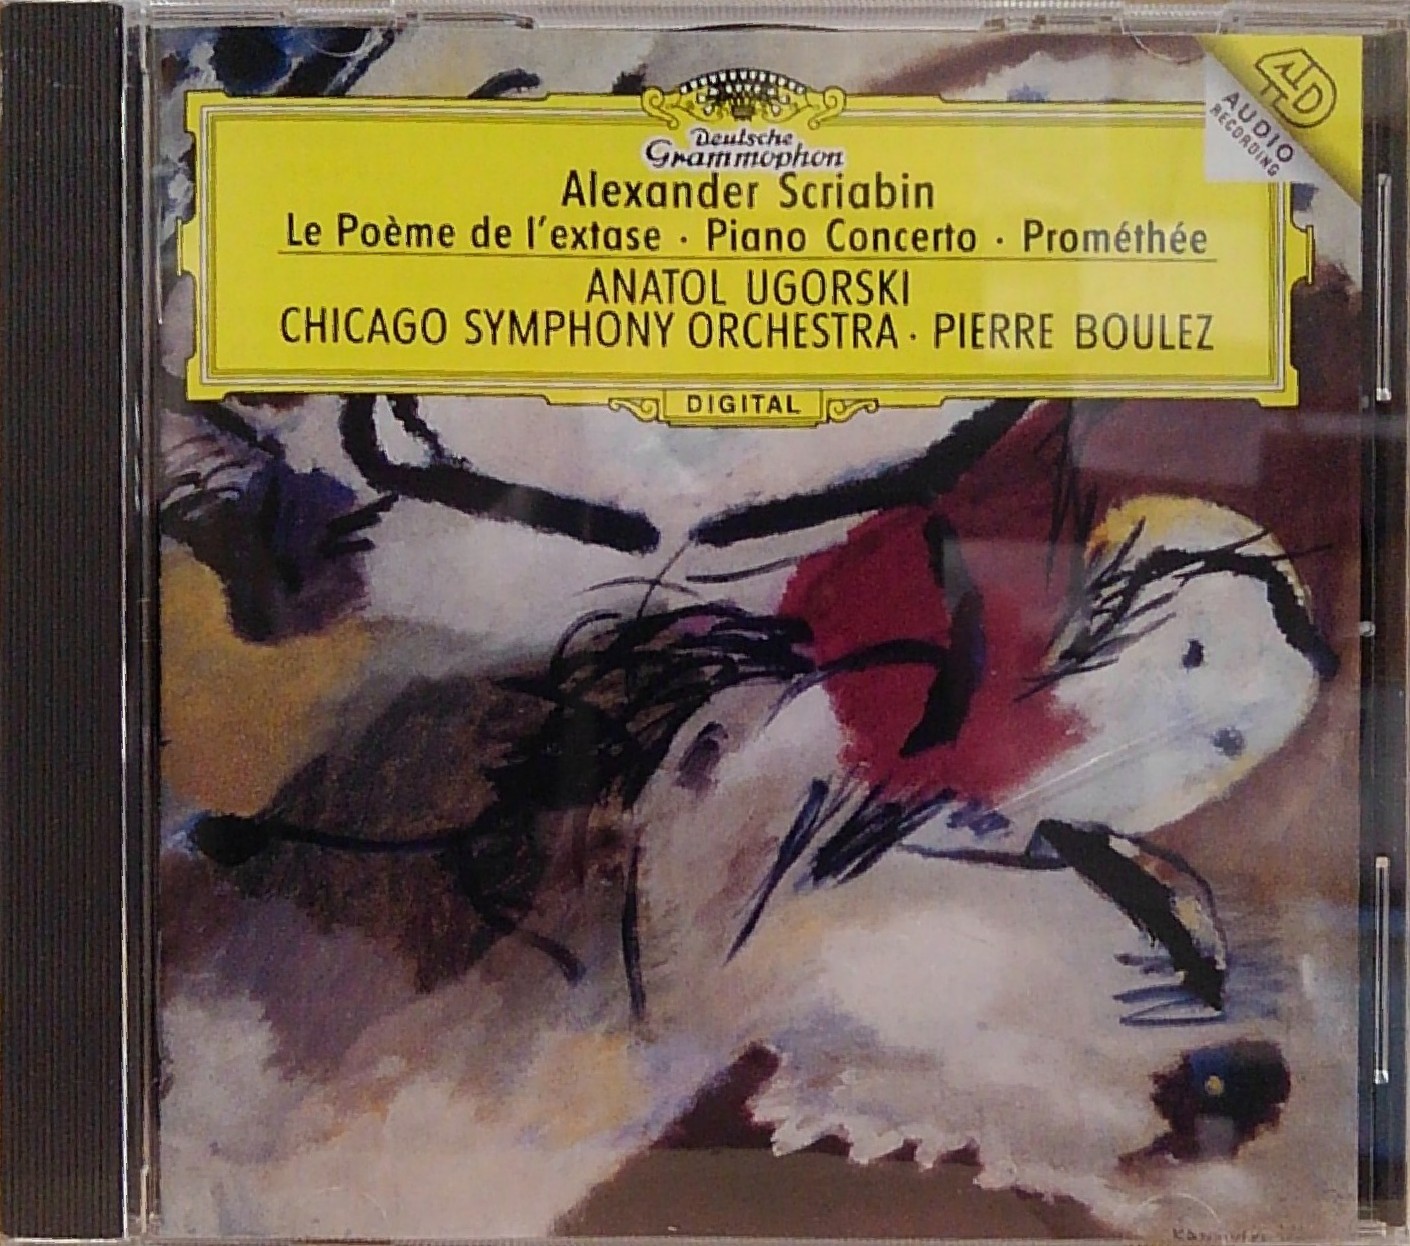 4D
AUDIO
RECORDING
Deutsche
Grammophon
Alexander Scriabin
Le Poème de l'extase · Piano Concerto · Prométhée
ANATOL UGORSKI
CHICAGO SYMPHONY ORCHESTRA · PIERRE BOULEZ
DIGITAL